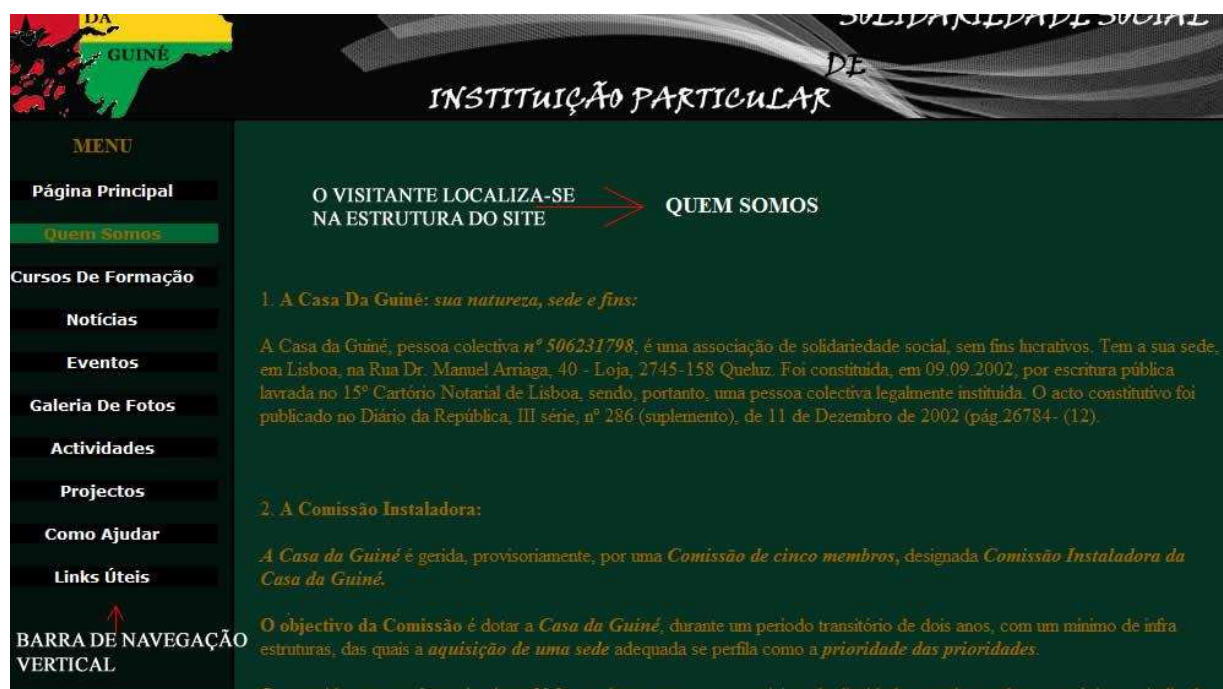 DA
GUINÉ
SOLIDARIEDADE SOCIAL
DE
INSTITUIÇÃO PARTICULAR
MENU
Página Principal
Quem Somos
Cursos De Formação
Notícias
Eventos
Galeria De Fotos
Actividades
Projectos
Como Ajudar
Links Úteis
BARRA DE NAVEGAÇÃO
VERTICAL
O VISITANTE LOCALIZA-SE
NA ESTRUTURA DO SITE
QUEM SOMOS
1. A Casa Da Guiné: sua natureza, sede e fins:
A Casa da Guiné, pessoa colectiva nº 506231798, é uma associação de solidariedade social, sem fins lucrativos. Tem a sua sede,
em Lisboa, na Rua Dr. Manuel Arriaga, 40 - Loja, 2745-158 Queluz. Foi constituida, em 09.09.2002, por escritura pública
lavrada no 15º Cartório Notarial de Lisboa, sendo, portanto, uma pessoa colectiva legalmente instituida. O acto constitutivo foi
publicado no Diário da República, III série, nº 286 (suplemento), de 11 de Dezembro de 2002 (pág.26784- (12).
2. A Comissão Instaladora:
A Casa da Guiné é gerida, provisoriamente, por uma Comissão de cinco membros, designada Comissão Instaladora da
Casa da Guiné.
O objectivo da Comissão é dotar a Casa da Guiné, durante um periodo transitório de dois anos, com um minimo de infra
estruturas, das quais a aquisição de uma sede adequada se perfila como a prioridade das prioridades.